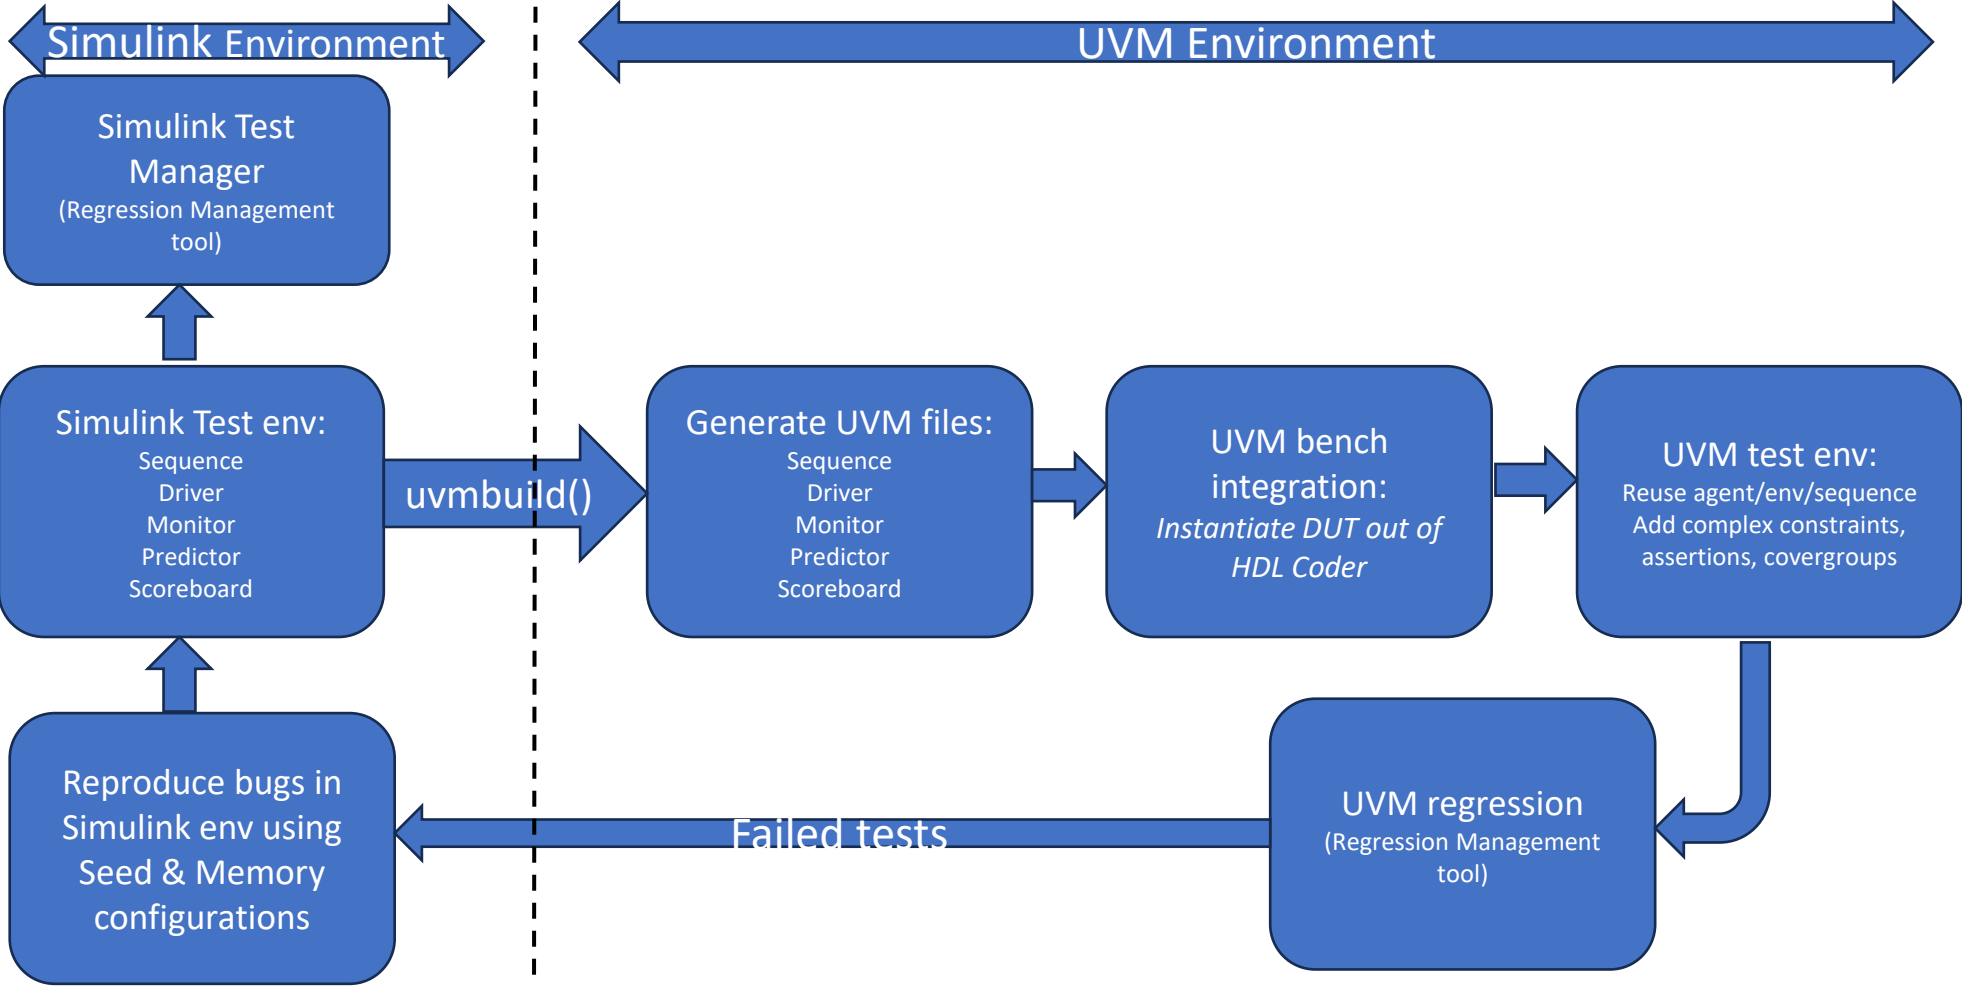 Simulink Environment
UVM Environment
Simulink Test
Manager
(Regression Management
tool)
Simulink Test env:
Sequence
Driver
Monitor
Predictor
Scoreboard
uvmbuild()
Generate UVM files:
Sequence
Driver
Monitor
Predictor
Scoreboard
UVM bench
integration:
Instantiate DUT out of
HDL Coder
UVM test env:
Reuse agent/env/sequence
Add complex constraints,
assertions, covergroups
Reproduce bugs in
Simulink env using
Seed & Memory
configurations
Failed tests
UVM regression
(Regression Management
tool)